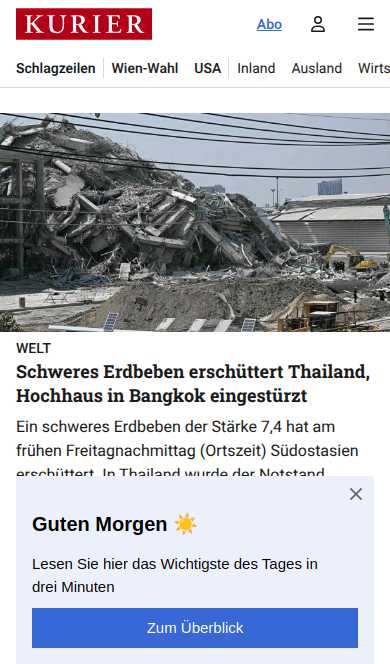 KURIER
Abo
Schlagzeilen Wien-Wahl USA Inland Ausland Wirts
WELT
Schweres Erdbeben erschüttert Thailand,
Hochhaus in Bangkok eingestürzt
Ein schweres Erdbeben der Stärke 7,4 hat am
frühen Freitagnachmittag (Ortszeit) Südostasien
erschüttert. In Thailand wurde der Notstand
Guten Morgen ☀️
Lesen Sie hier das Wichtigste des Tages in
drei Minuten
Zum Überblick